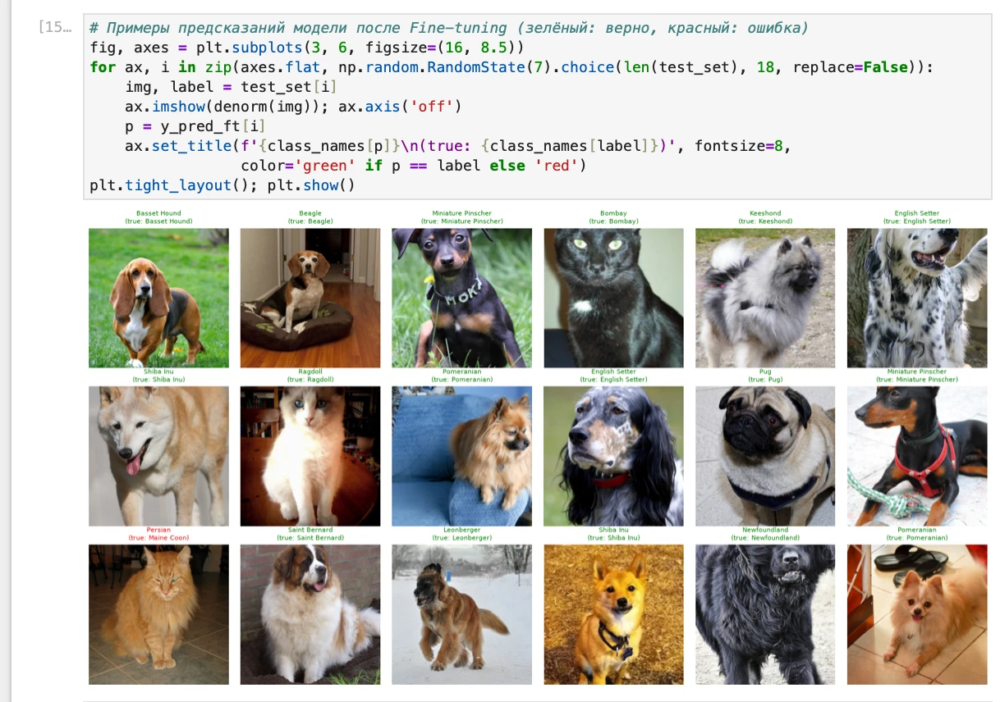 [15…
# Примеры предсказаний модели после Fine-tuning (зелёный: верно, красный: ошибка)
fig, axes = plt.subplots(3, 6, figsize=(16, 8.5))
for ax, i in zip(axes.flat, np.random.RandomState(7).choice(len(test_set), 18, replace=False)):
    img, label = test_set[i]
    ax.imshow(denorm(img)); ax.axis('off')
    p = y_pred_ft[i]
    ax.set_title(f'{class_names[p]}\n(true: {class_names[label]})', fontsize=8,
                 color='green' if p == label else 'red')
plt.tight_layout(); plt.show()
Basset Hound
(true: Basset Hound)
Beagle
(true: Beagle)
Miniature Pinscher
(true: Miniature Pinscher)
Bombay
(true: Bombay)
Keeshond
(true: Keeshond)
English Setter
(true: English Setter)
MOKA
Shiba Inu
(true: Shiba Inu)
Ragdoll
(true: Ragdoll)
Pomeranian
(true: Pomeranian)
English Setter
(true: English Setter)
Pug
(true: Pug)
Miniature Pinscher
(true: Miniature Pinscher)
Persian
(true: Maine Coon)
Saint Bernard
(true: Saint Bernard)
Leonberger
(true: Leonberger)
Shiba Inu
(true: Shiba Inu)
Newfoundland
(true: Newfoundland)
Pomeranian
(true: Pomeranian)